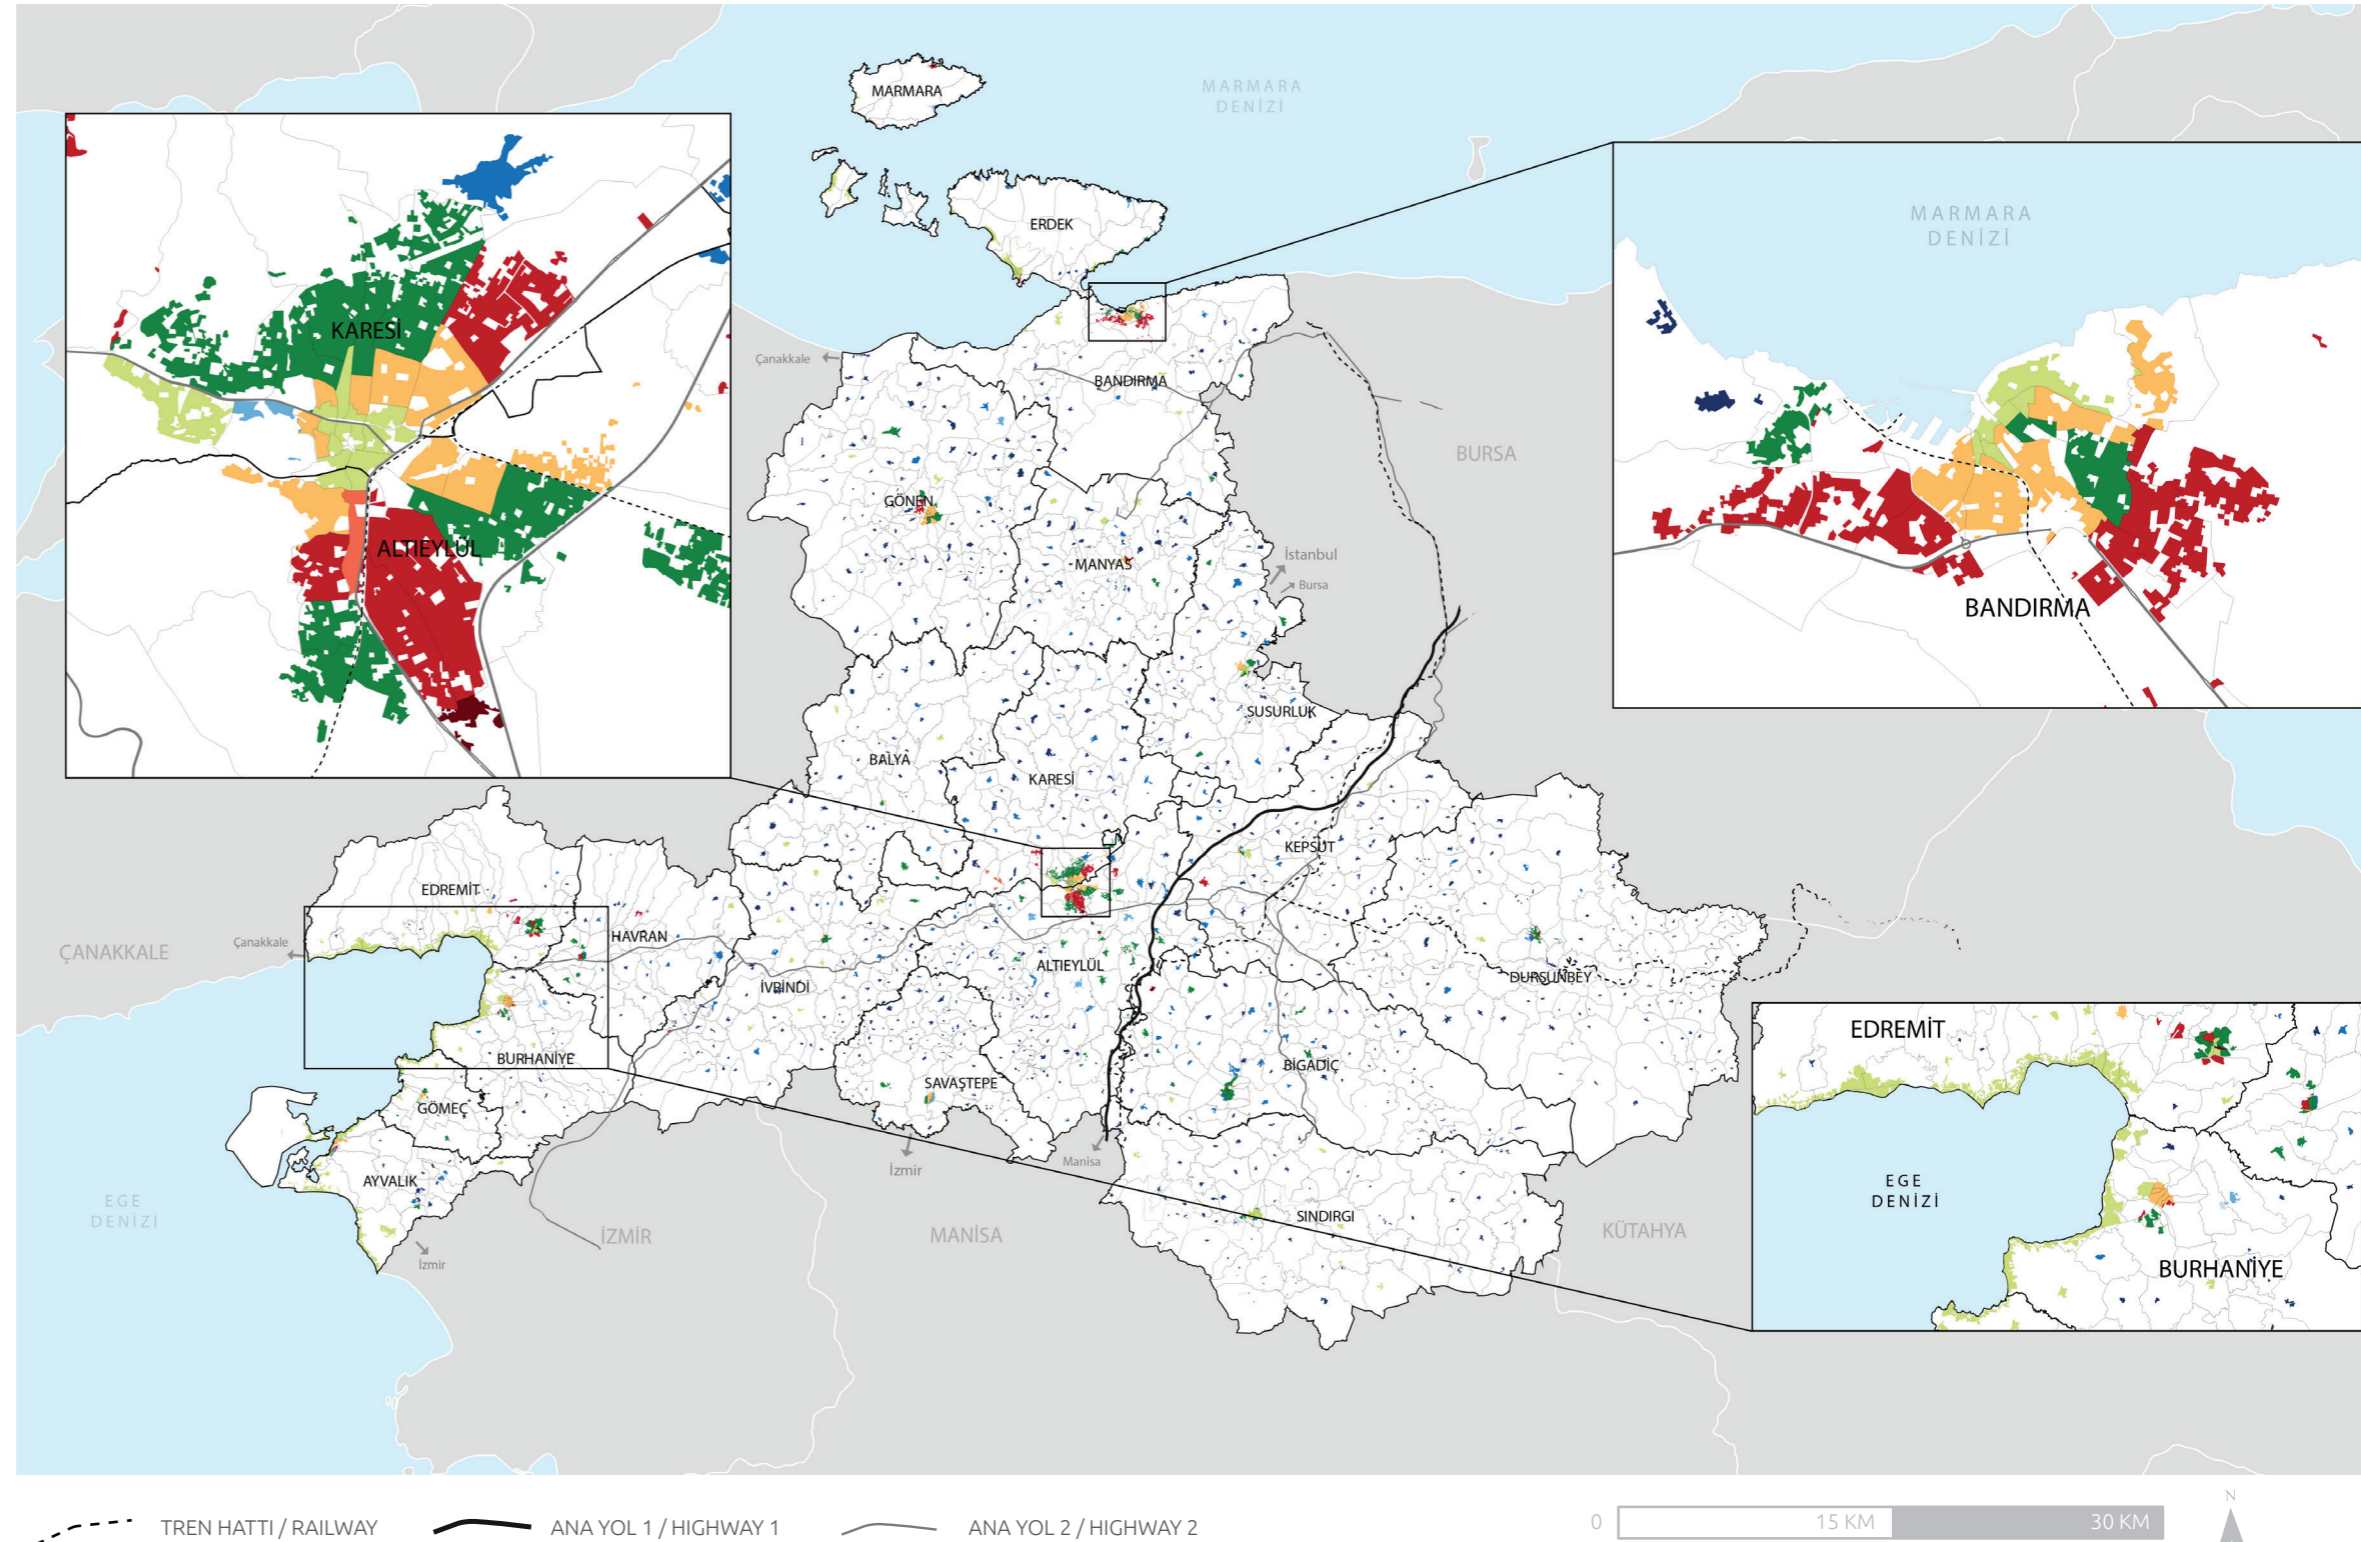 MARMARA
MARMARA
DENİZİ
ERDEK
KARESİ
ALTIEYLÜL
MARMARA
DENİZİ
BANDIRMA
Çanakkale
BANDIRMA
BURSA
GÖNEN
MANYAS
İstanbul
Bursa
SUSURLUK
BALYA
KARESİ
KEPSUT
EDREMİT
HAVRAN
ÇANAKKALE
Çanakkale
İVRİNDİ
ALTIEYLÜL
DURSUNBEY
BURHANİYE
GÖMEÇ
SAVAŞTEPE
BİGADİÇ
AYVALIK
İzmir
Manisa
EGE
DENİZİ
İzmir
İZMİR
MANİSA
SINDIRGI
KÜTAHYA
EDREMİT
EGE
DENİZİ
BURHANİYE
TREN HATTI / RAILWAY
ANA YOL 1 / HIGHWAY 1
ANA YOL 2 / HIGHWAY 2
0
15 KM
30 KM
N